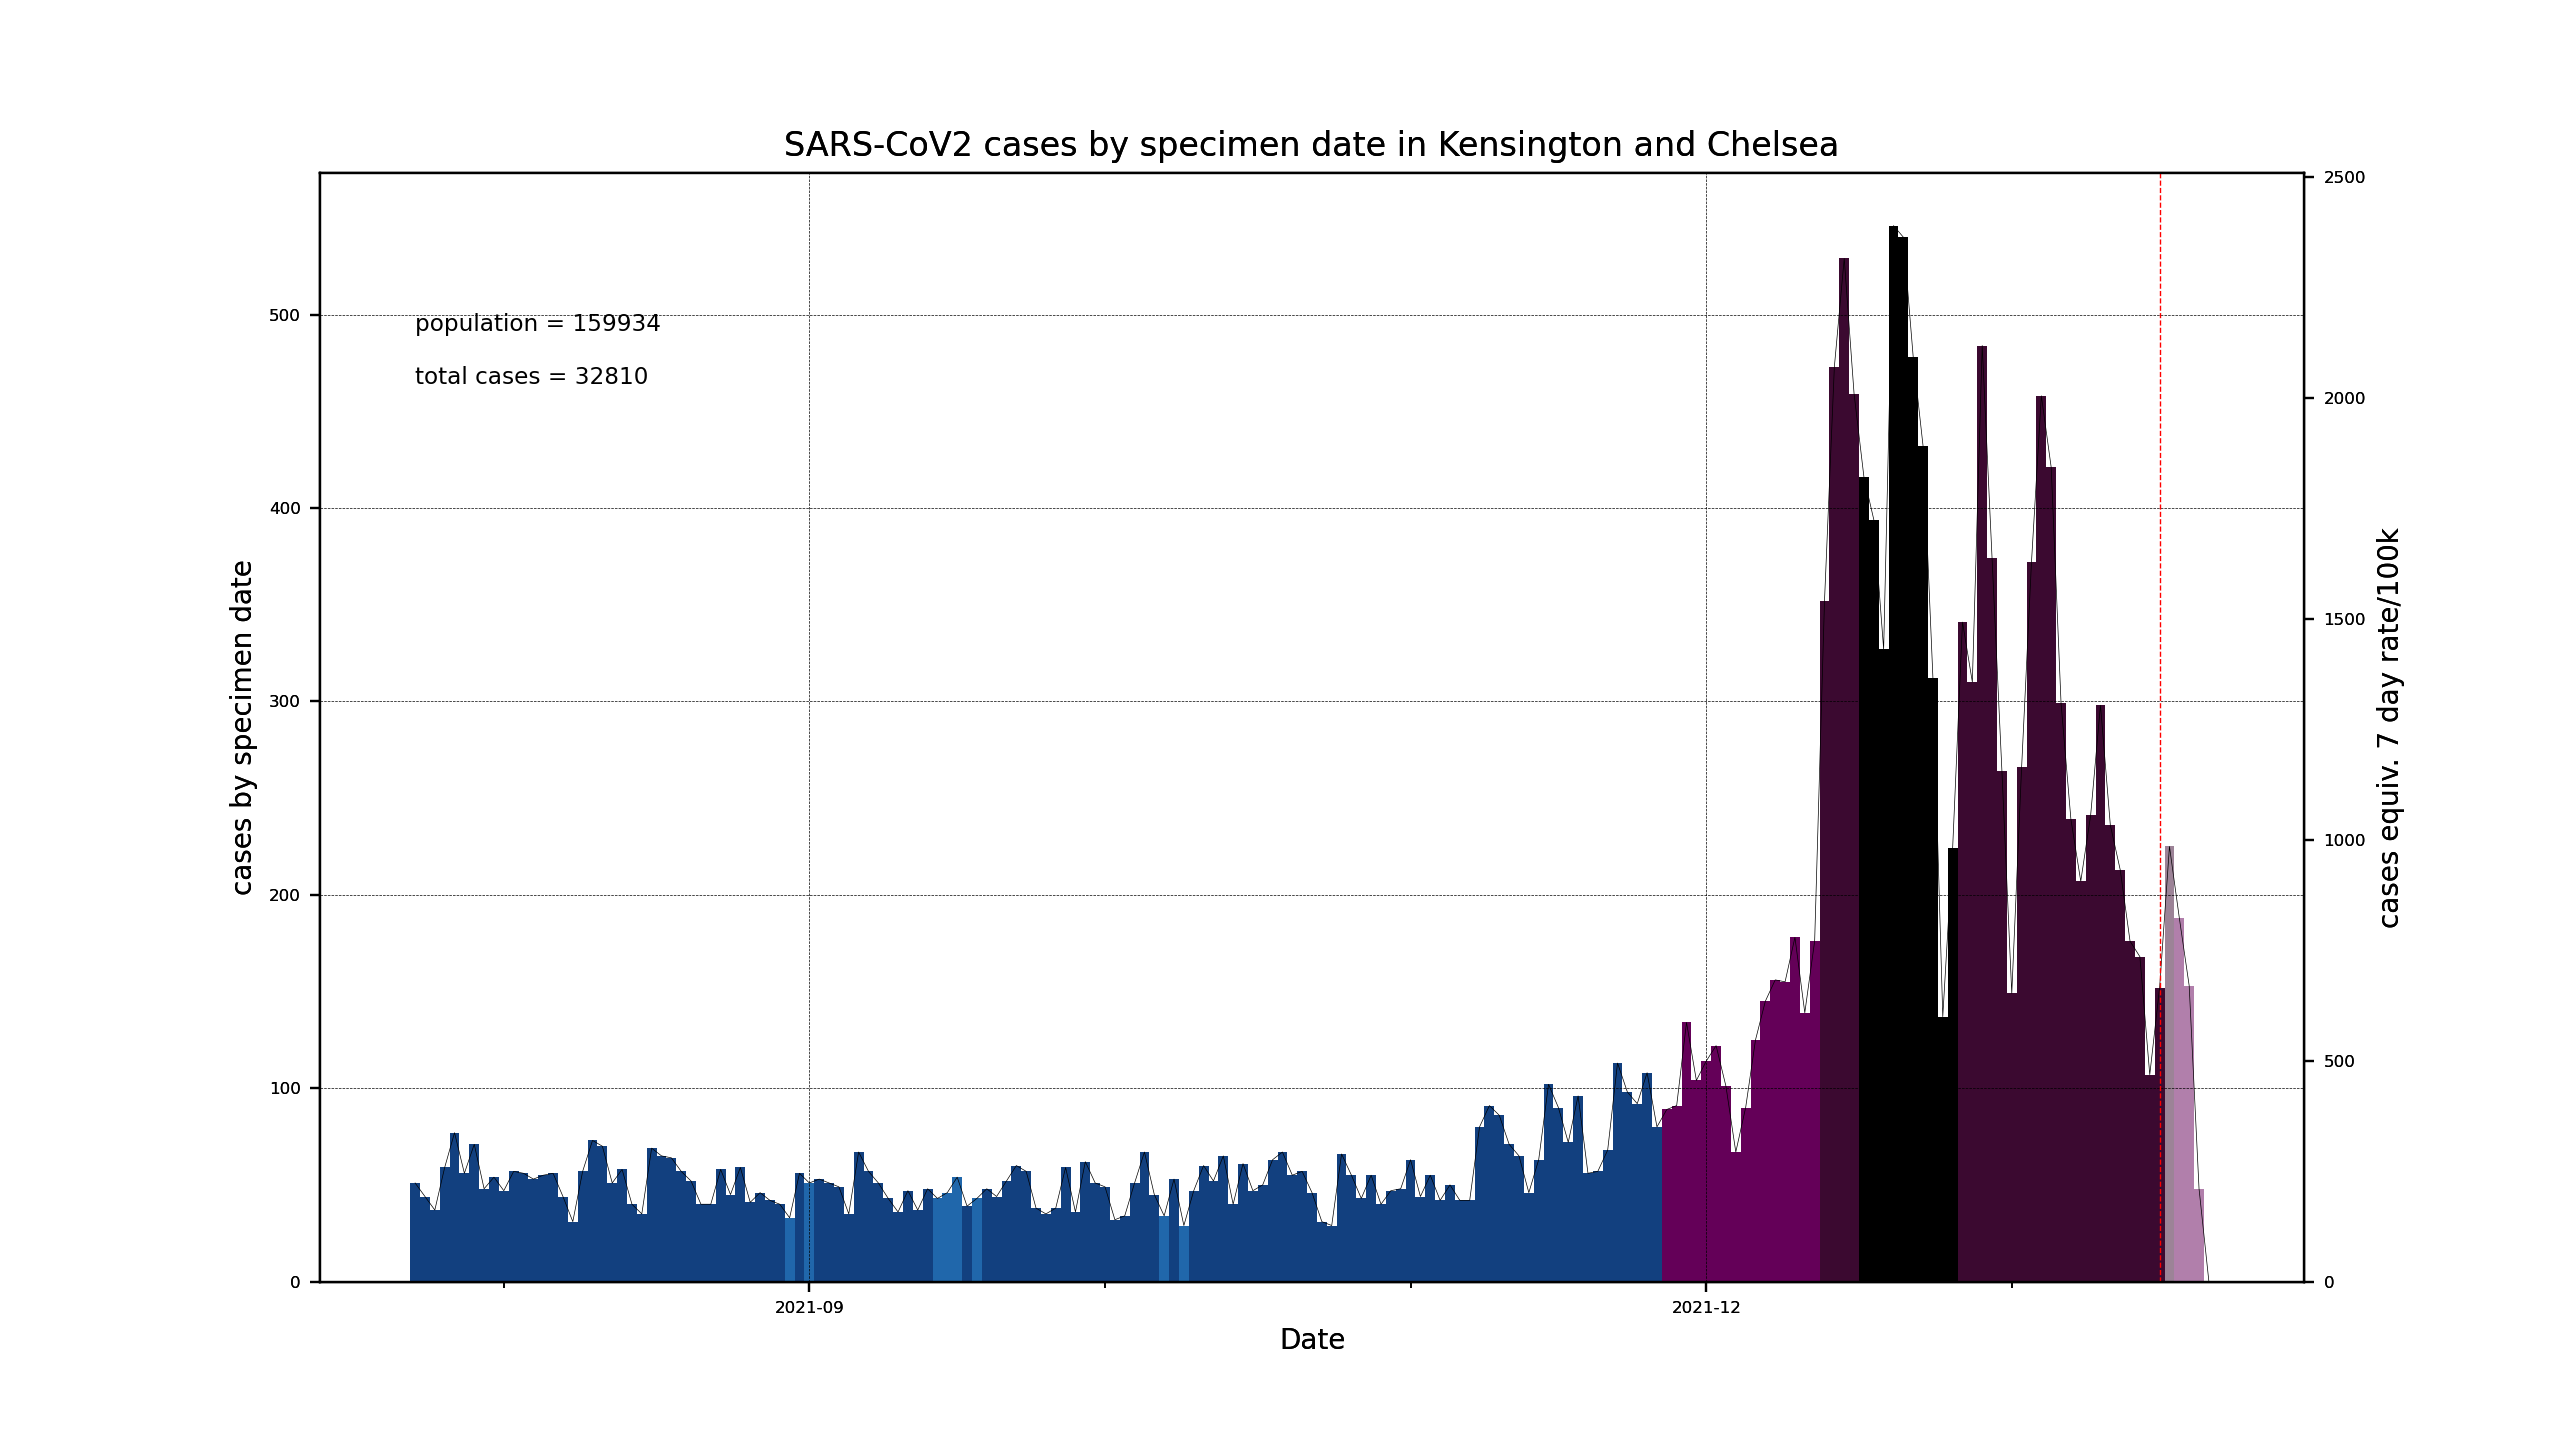 SARS-CoV2 cases by specimen date in Kensington and Chelsea
population = 159934
total cases = 32810
cases by specimen date
500
400
300
200
100
0
2500
2000
1500
1000
500
0
cases equiv. 7 day rate/100k
2021-09
2021-12
Date